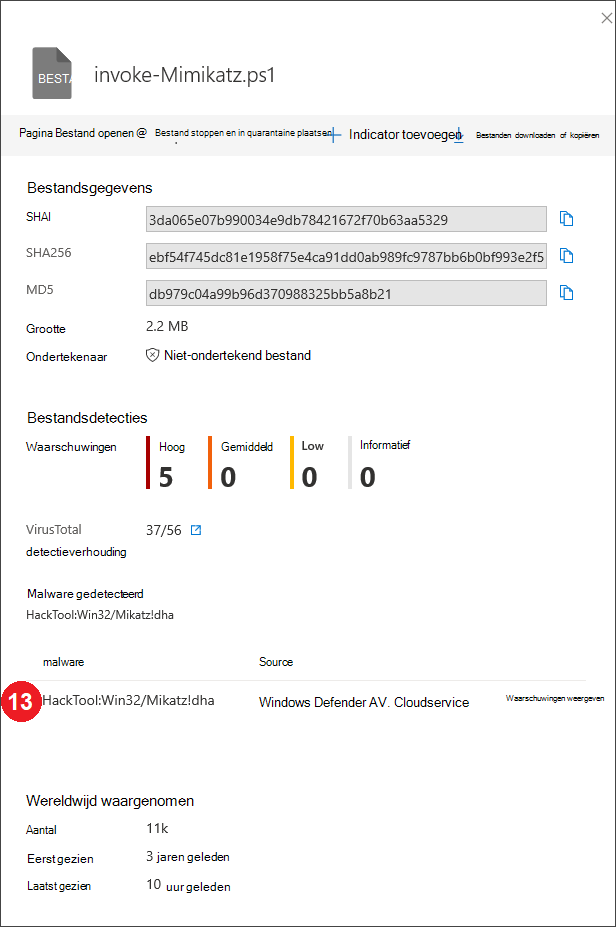 BESTA
invoke-Mimikatz.ps1
Pagina Bestand openen @ Bestand stoppen en in quarantaine plaatsen Indicator toevoegen Bestanden downloaden of kopiëren
Bestandsgegevens
SHAI 3da065e07b990034e9db78421672f70b63aa5329
SHA256 ebf54f745dc81e1958f75e4ca91dd0ab989fc9787bb6b0bf993e2f5
MD5 db979c04a99b96d370988325bb5a8b21
Grootte 2.2 MB
Ondertekenaar Niet-ondertekend bestand
Bestandsdetecties
Waarschuwingen Hoog Gemiddeld Low Informatief
5 0 0 0
VirusTotal 37/56
detectieverhouding
Malware gedetecteerd
HackTool:Win32/Mikatz!dha
malware Source
13 HackTool:Win32/Mikatz!dha Windows Defender AV. Cloudservice Waarschuwingen weergeven
Wereldwijd waargenomen
Aantal 11k
Eerst gezien 3 jaren geleden
Laatst gezien 10 uur geleden